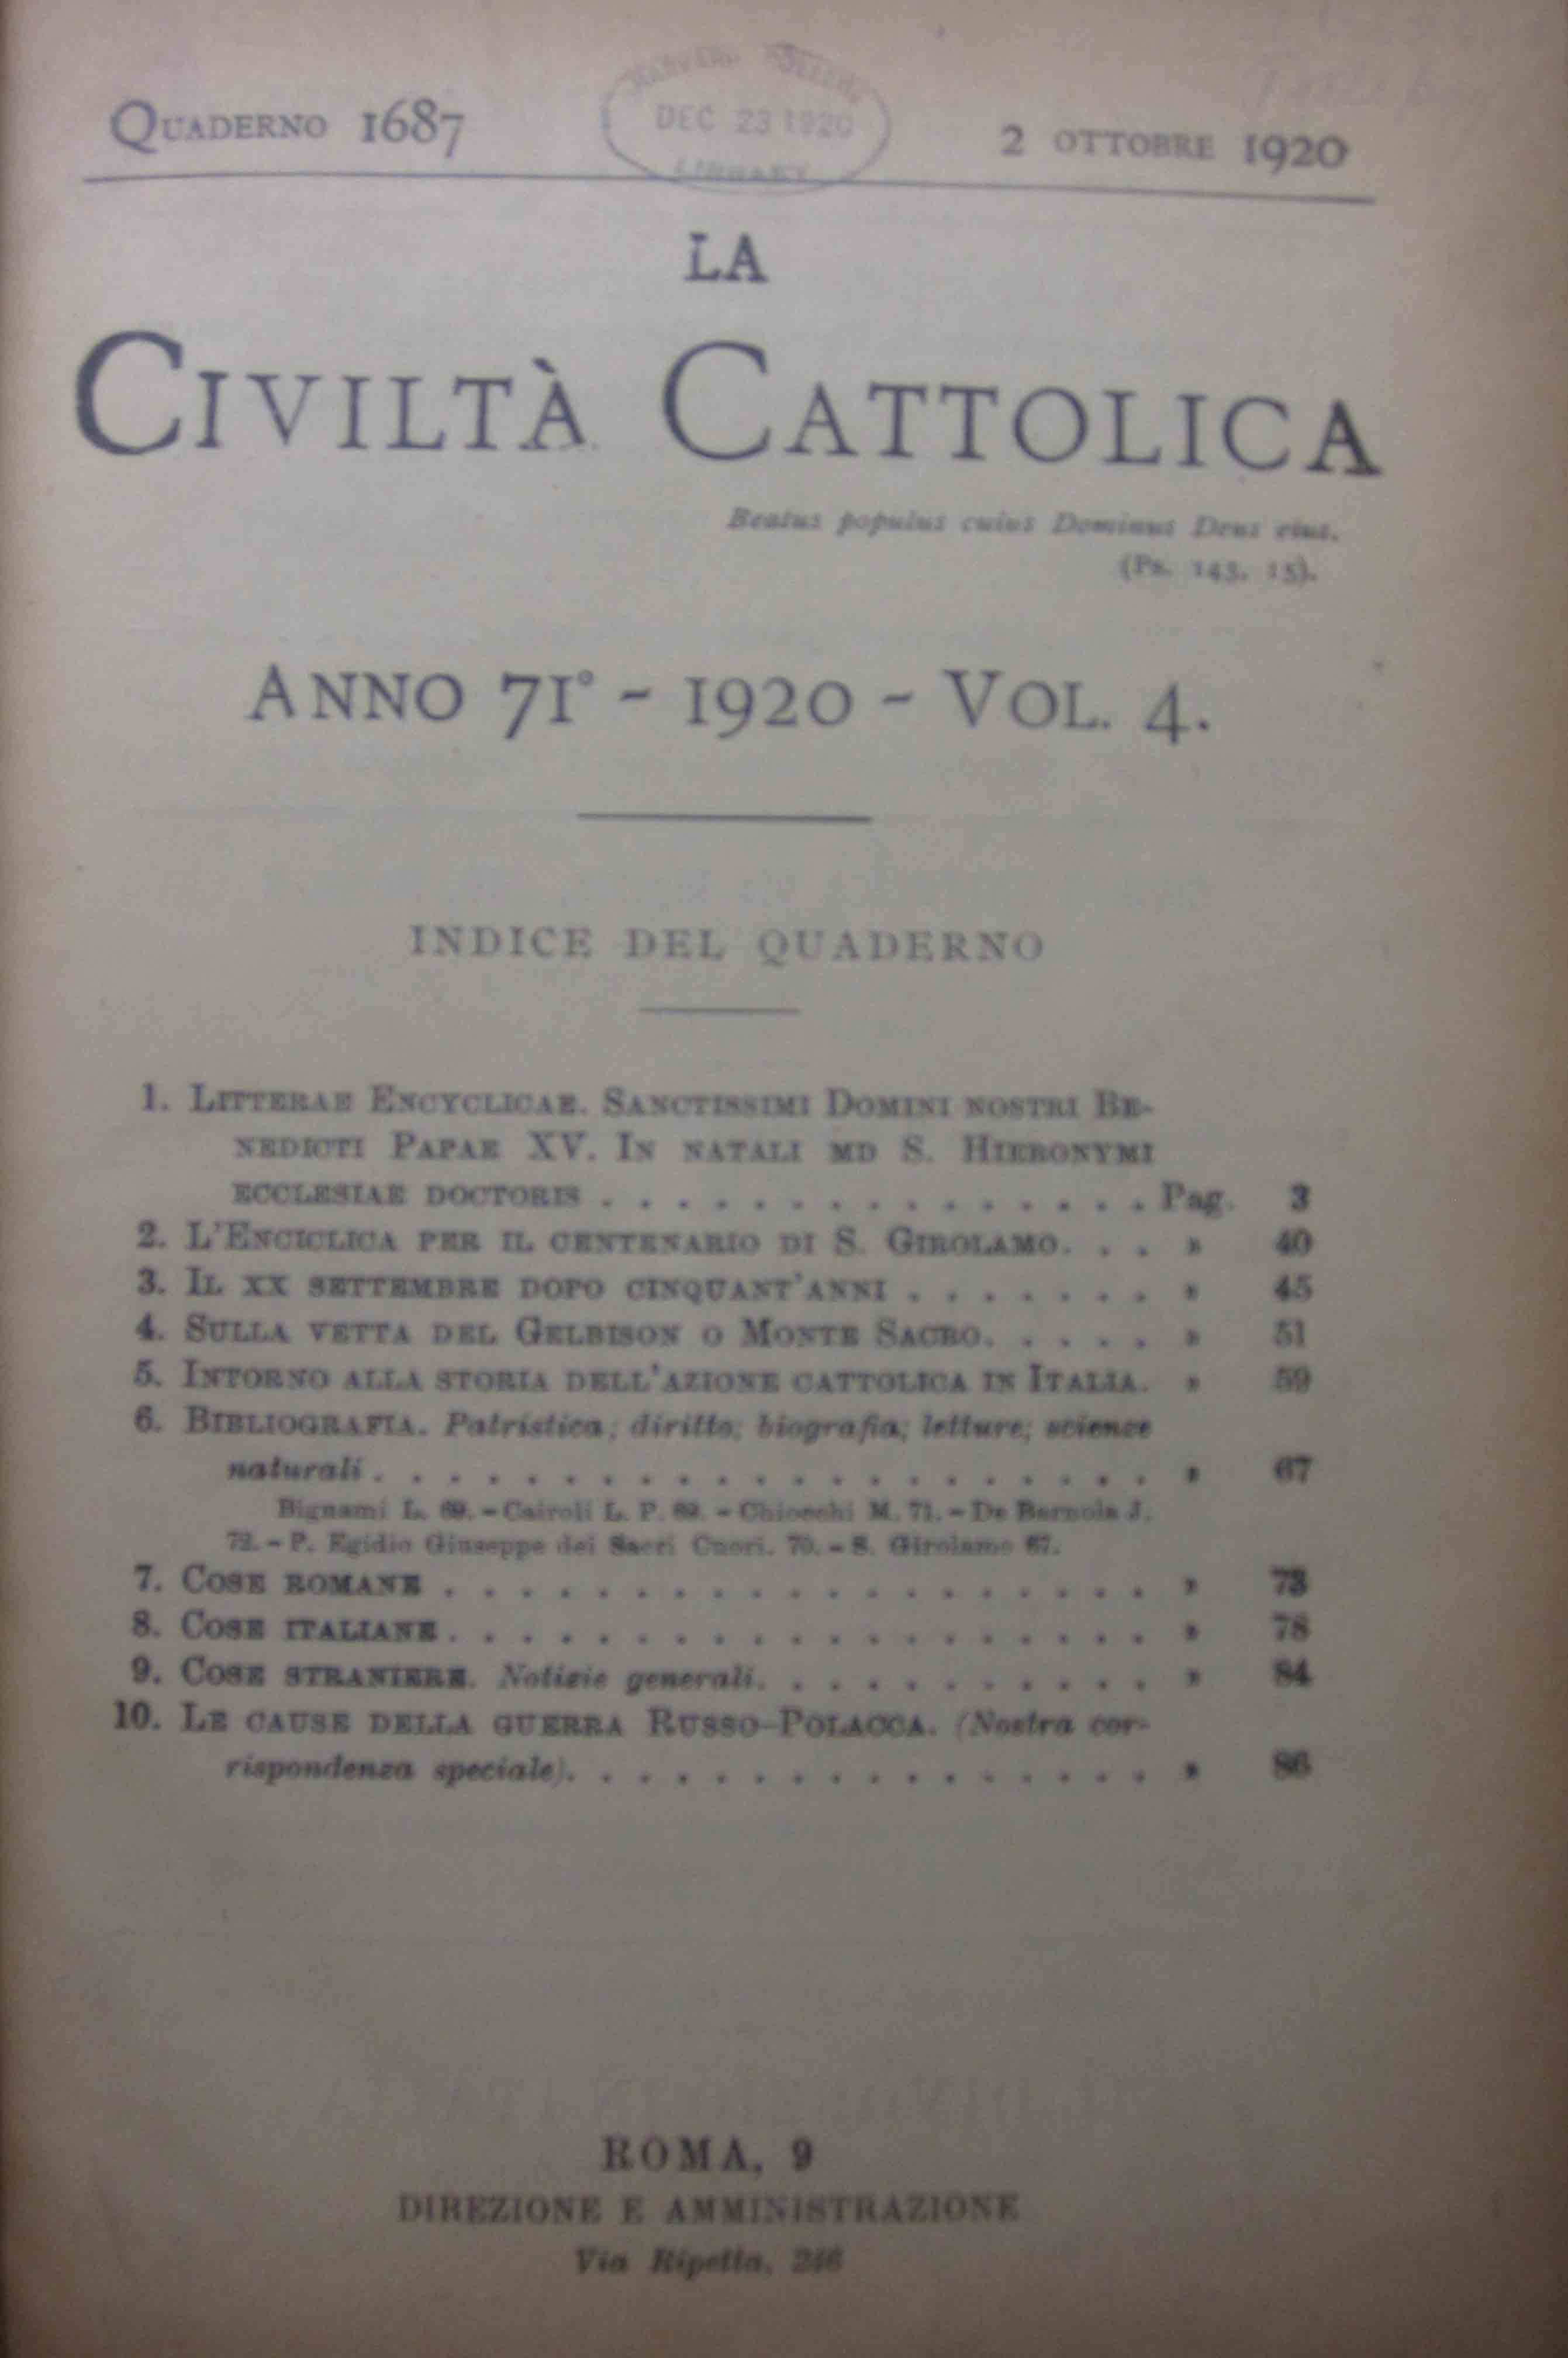 QUADERNO 1687
DEC 23 1920
LIBRARY
2 OTTOBRE 1920
LA
CIVILTÀ CATTOLICA
Beatus populus cuius Dominus Deus eius.
(Ps. 143, 15).
ANNO 71° - 1920 - VOL. 4.
INDICE DEL QUADERNO
1. LITTERAE ENCYCLICAE. SANCTISSIMI DOMINI NOSTRI BE-
NEDICTI PAPAE XV. IN NATALI MD S. HIERONYMI
ECCLESIAE DOCTORIS . . . . . . . . . . . . . . . Pag. 3
2. L'ENCICLICA PER IL CENTENARIO DI S. GIROLAMO. . . » 40
3. IL XX SETTEMBRE DOPO CINQUANT'ANNI . . . . . . . » 45
4. SULLA VETTA DEL GELBISON O MONTE SACRO. . . . . » 51
5. INTORNO ALLA STORIA DELL'AZIONE CATTOLICA IN ITALIA. » 59
6. BIBLIOGRAFIA. Patristica; diritto; biografia; letture; scienze
naturali . . . . . . . . . . . . . . . . . . . . . » 67
Bignami L. 69. - Cairoli L. P. 69. - Chiocchi M. 71. - De Barnola J.
72. - P. Egidio Giuseppe dei Sacri Cuori. 70. - S. Girolamo 67.
7. COSE ROMANE . . . . . . . . . . . . . . . . . . . » 73
8. COSE ITALIANE . . . . . . . . . . . . . . . . . . . » 78
9. COSE STRANIERE. Notizie generali. . . . . . . . . . . » 84
10. LE CAUSE DELLA GUERRA RUSSO-POLACCA. (Nostra cor-
rispondenza speciale). . . . . . . . . . . . . . . . » 86
ROMA, 9
DIREZIONE E AMMINISTRAZIONE
Via Ripetta, 246